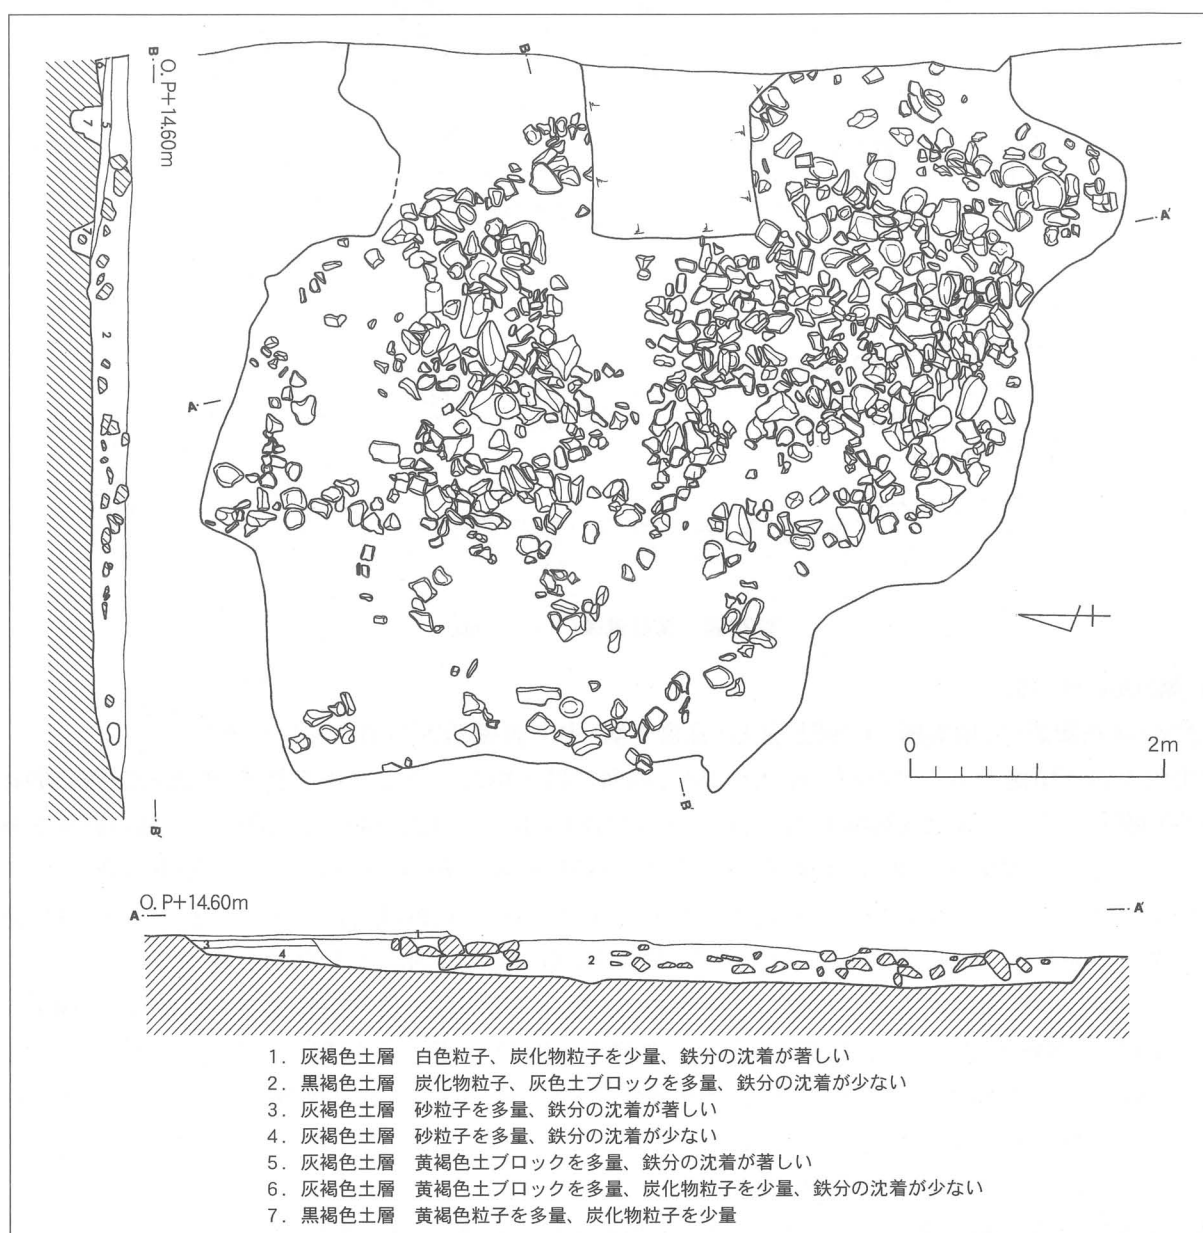 B
O. P+14.60m
B
6
7
5
7
2
A
A′
B′
B′
0 2m
O. P+14.60m
A
A′
1
3
4
2
1. 灰褐色土層 白色粒子、炭化物粒子を少量、鉄分の沈着が著しい
2. 黒褐色土層 炭化物粒子、灰色土ブロックを多量、鉄分の沈着が少ない
3. 灰褐色土層 砂粒子を多量、鉄分の沈着が著しい
4. 灰褐色土層 砂粒子を多量、鉄分の沈着が少ない
5. 灰褐色土層 黄褐色土ブロックを多量、鉄分の沈着が著しい
6. 灰褐色土層 黄褐色土ブロックを多量、炭化物粒子を少量、鉄分の沈着が少ない
7. 黒褐色土層 黄褐色粒子を多量、炭化物粒子を少量